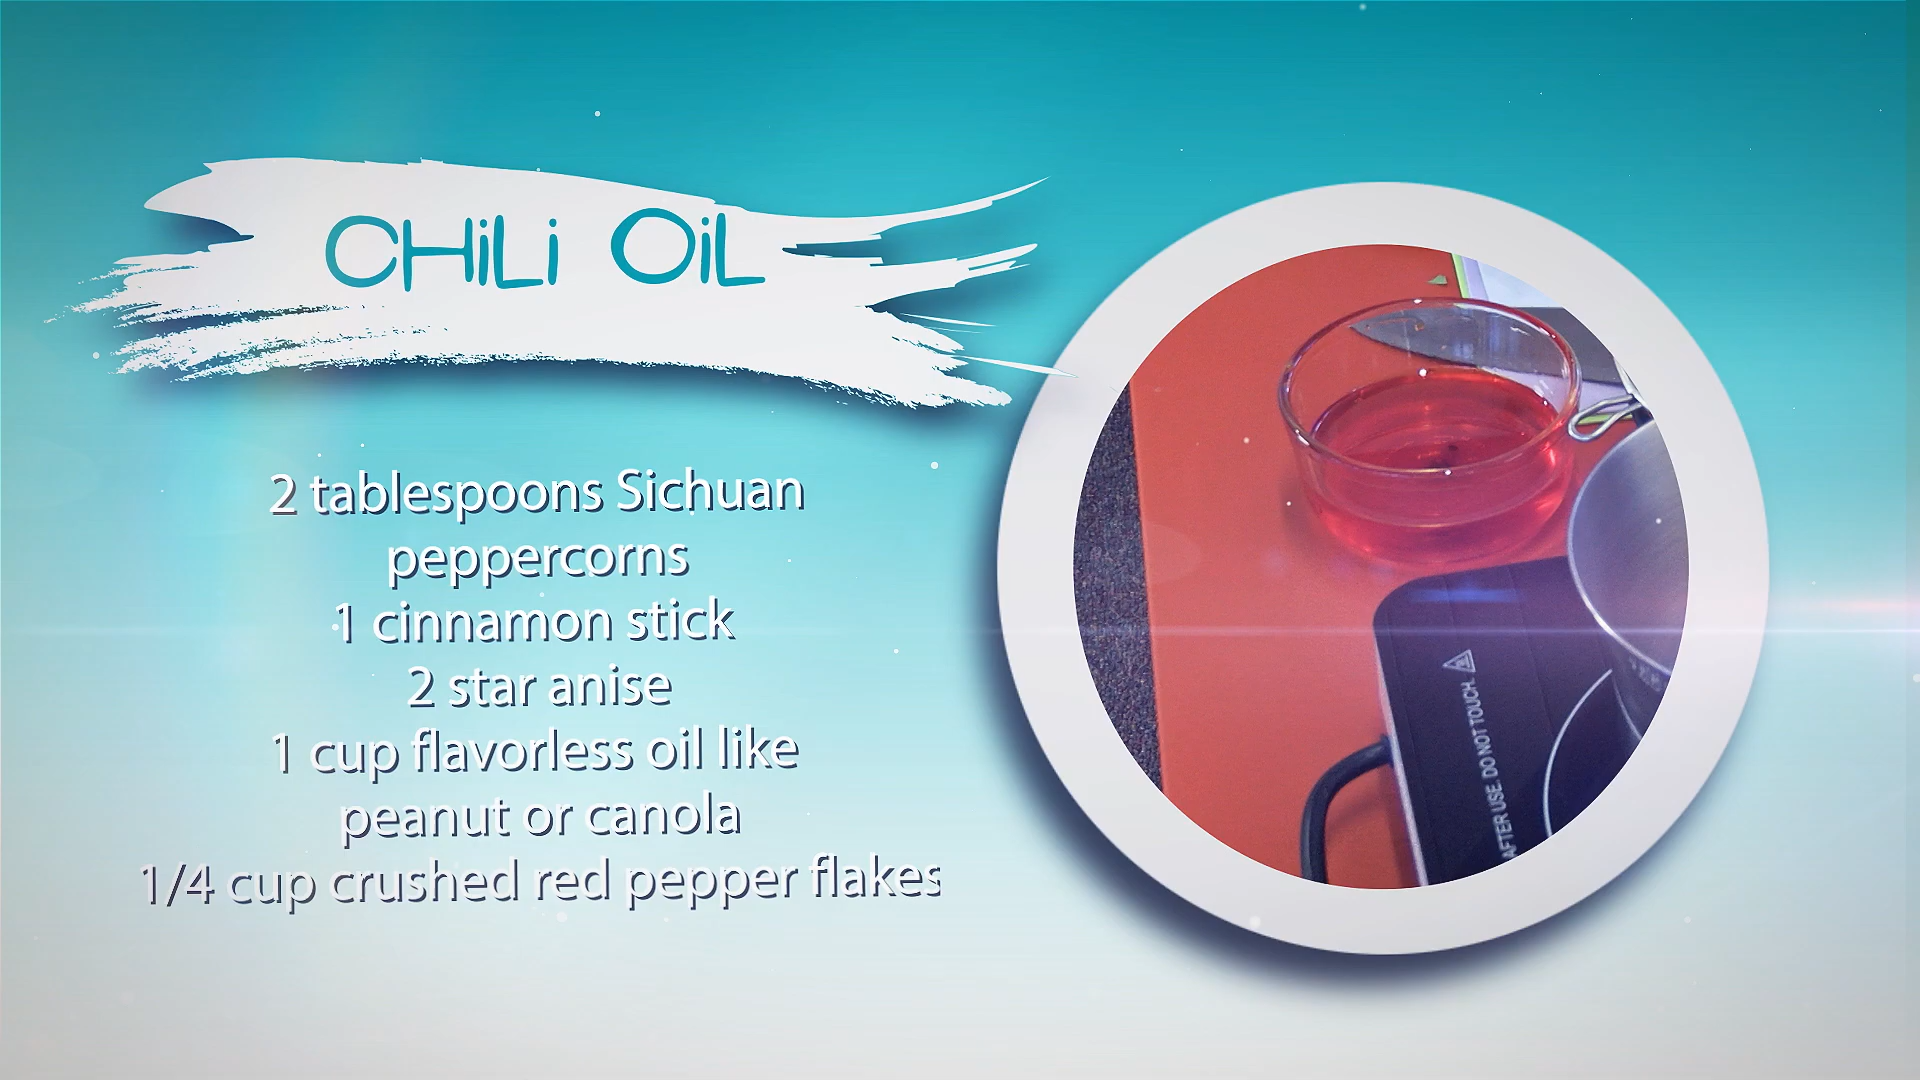 CHiLi OiL
2 tablespoons Sichuan
peppercorns
1 cinnamon stick
2 star anise
1 cup flavorless oil like
peanut or canola
1/4 cup crushed red pepper flakes
AFTER USE. DO NOT TOUCH.